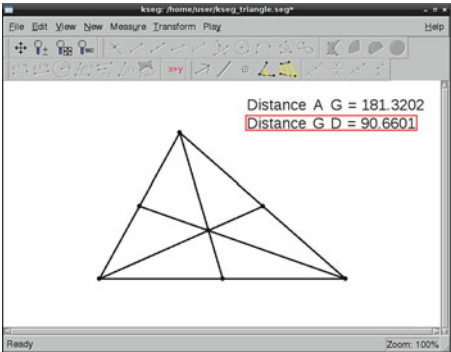 kseg: /home/user/kseg_triangle.seg*
File Edit View New Measure Transform Play Help
x+y
Distance A G = 181.3202
Distance G D = 90.6601
Ready Zoom: 100%